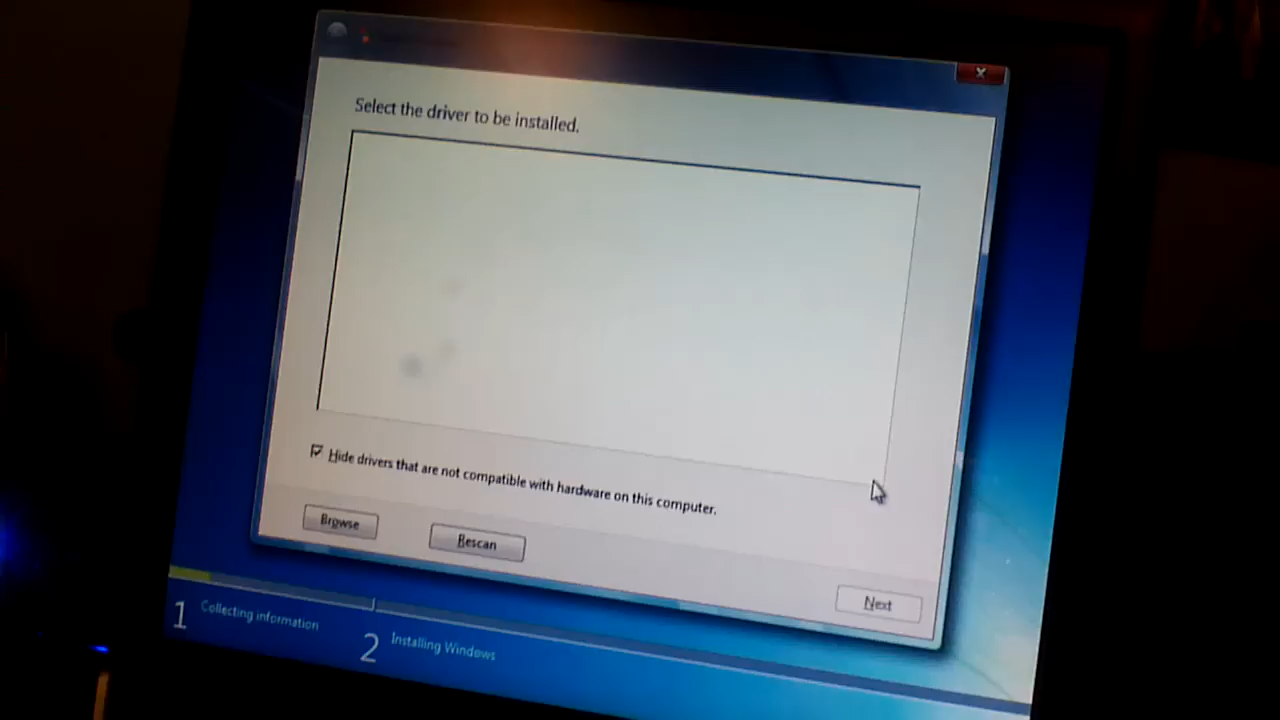 Select the driver to be installed.
Hide drivers that are not compatible with hardware on this computer.
Browse
Rescan
Next
1 Collecting information
2 Installing Windows